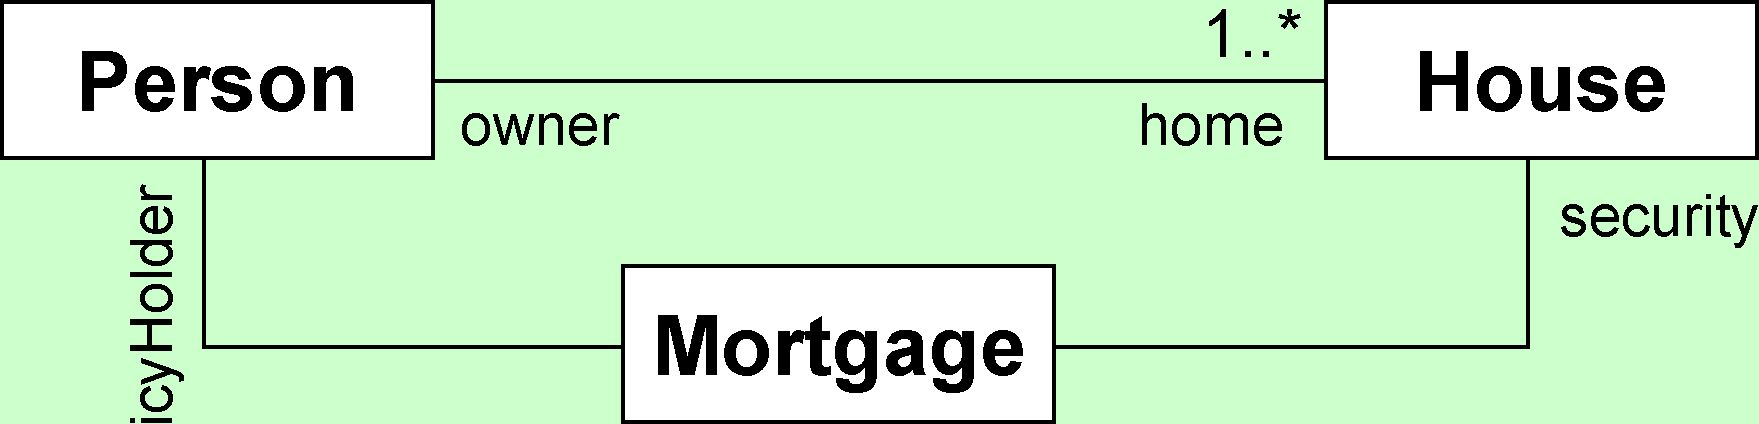 Person
1..*
House
owner
home
icyHolder
security
Mortgage